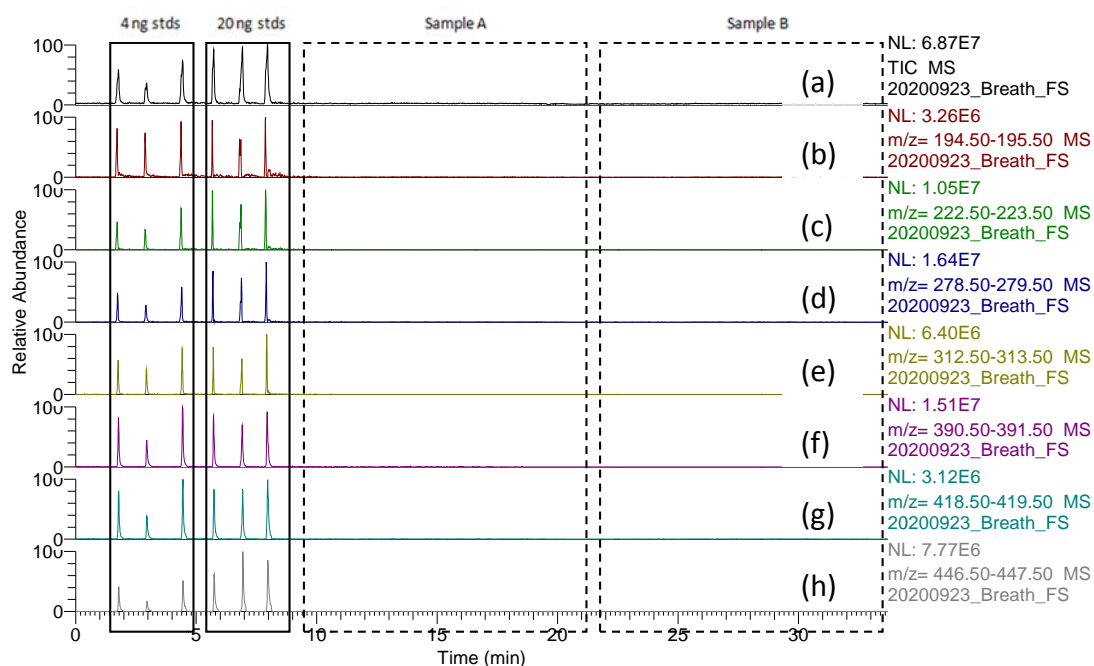 4 ng stds 20 ng stds Sample A Sample B
100
0
(a)
NL: 6.87E7
TIC MS
20200923_Breath_FS
100
0
(b)
NL: 3.26E6
m/z= 194.50-195.50 MS
20200923_Breath_FS
100
0
(c)
NL: 1.05E7
m/z= 222.50-223.50 MS
20200923_Breath_FS
100
0
(d)
NL: 1.64E7
m/z= 278.50-279.50 MS
20200923_Breath_FS
100
0
(e)
NL: 6.40E6
m/z= 312.50-313.50 MS
20200923_Breath_FS
100
0
(f)
NL: 1.51E7
m/z= 390.50-391.50 MS
20200923_Breath_FS
100
0
(g)
NL: 3.12E6
m/z= 418.50-419.50 MS
20200923_Breath_FS
100
0
(h)
NL: 7.77E6
m/z= 446.50-447.50 MS
20200923_Breath_FS
Relative Abundance
0 5 10 15 20 25 30
Time (min)